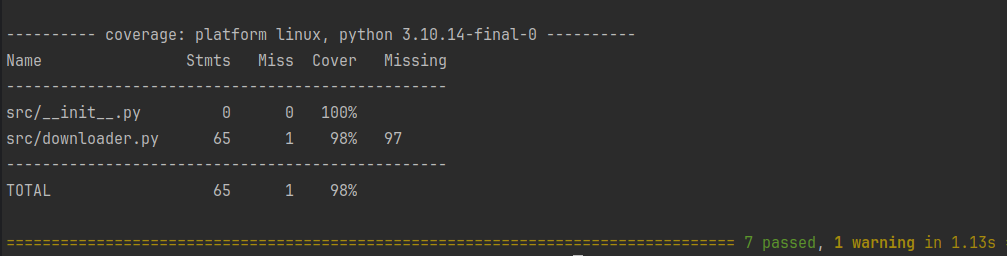 ---------- coverage: platform linux, python 3.10.14-final-0 ----------
Name                Stmts   Miss  Cover   Missing
-------------------------------------------------
src/__init__.py         0      0   100%
src/downloader.py      65      1    98%   97
-------------------------------------------------
TOTAL                  65      1    98%
================================================================================= 7 passed, 1 warning in 1.13s =